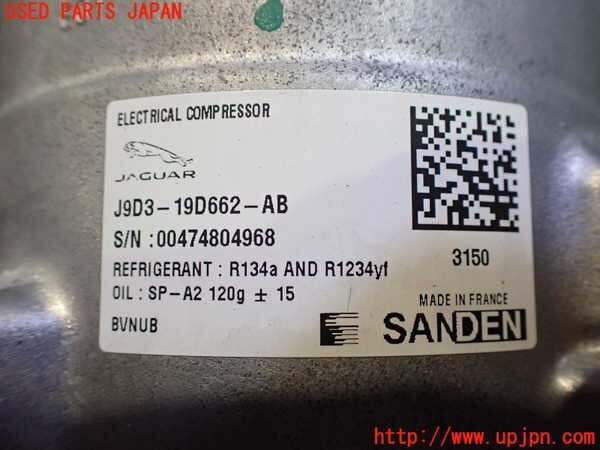 USED PARTS JAPAN
ELECTRICAL COMPRESSOR
JAGUAR
J9D3-19D662-AB
S/N :00474804968
REFRIGERANT : R134a AND R1234yf
3150
OIL : SP-A2 120g ± 15
MADE IN FRANCE
BVNUB
SANDEN
http://www.upjpn.com/